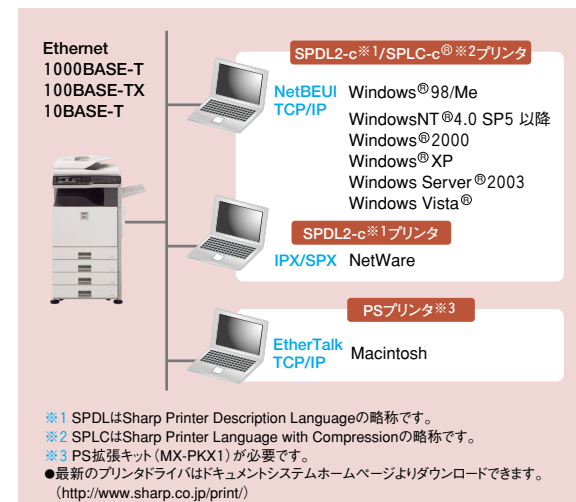 Ethernet
1000BASE-T
100BASE-TX
10BASE-T
SPDL2-c※1/SPLC-c®※2プリンタ
NetBEUI
TCP/IP
Windows®98/Me
WindowsNT®4.0 SP5 以降
Windows®2000
Windows®XP
Windows Server®2003
Windows Vista®
SPDL2-c※1プリンタ
IPX/SPX NetWare
PSプリンタ※3
EtherTalk
TCP/IP
Macintosh
※1 SPDLはSharp Printer Description Languageの略称です。
※2 SPLCはSharp Printer Language with Compressionの略称です。
※3 PS拡張キット(MX-PKX1)が必要です。
●最新のプリンタドライバはドキュメントシステムホームページよりダウンロードできます。
(http://www.sharp.co.jp/print/)